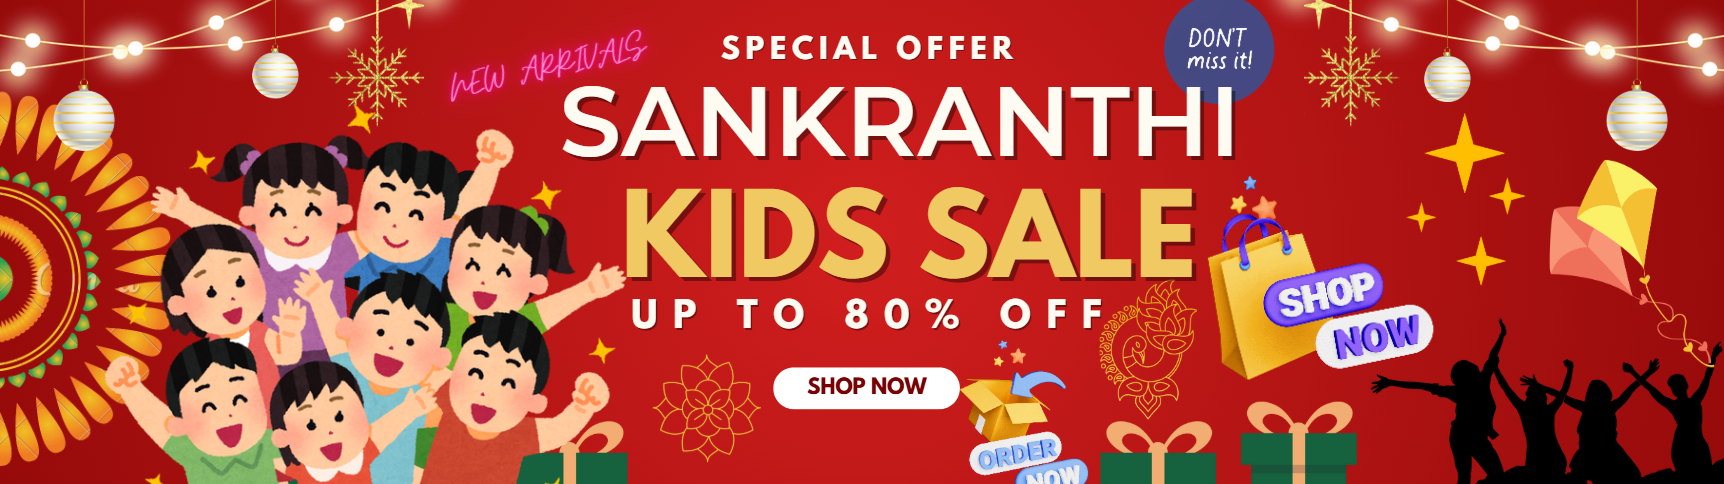 SPECIAL OFFER
NEW ARRIVALS
DON'T
miss it!
SANKRANTHI
KIDS SALE
UP TO 80% OFF
SHOP
NOW
SHOP NOW
ORDER
NOW